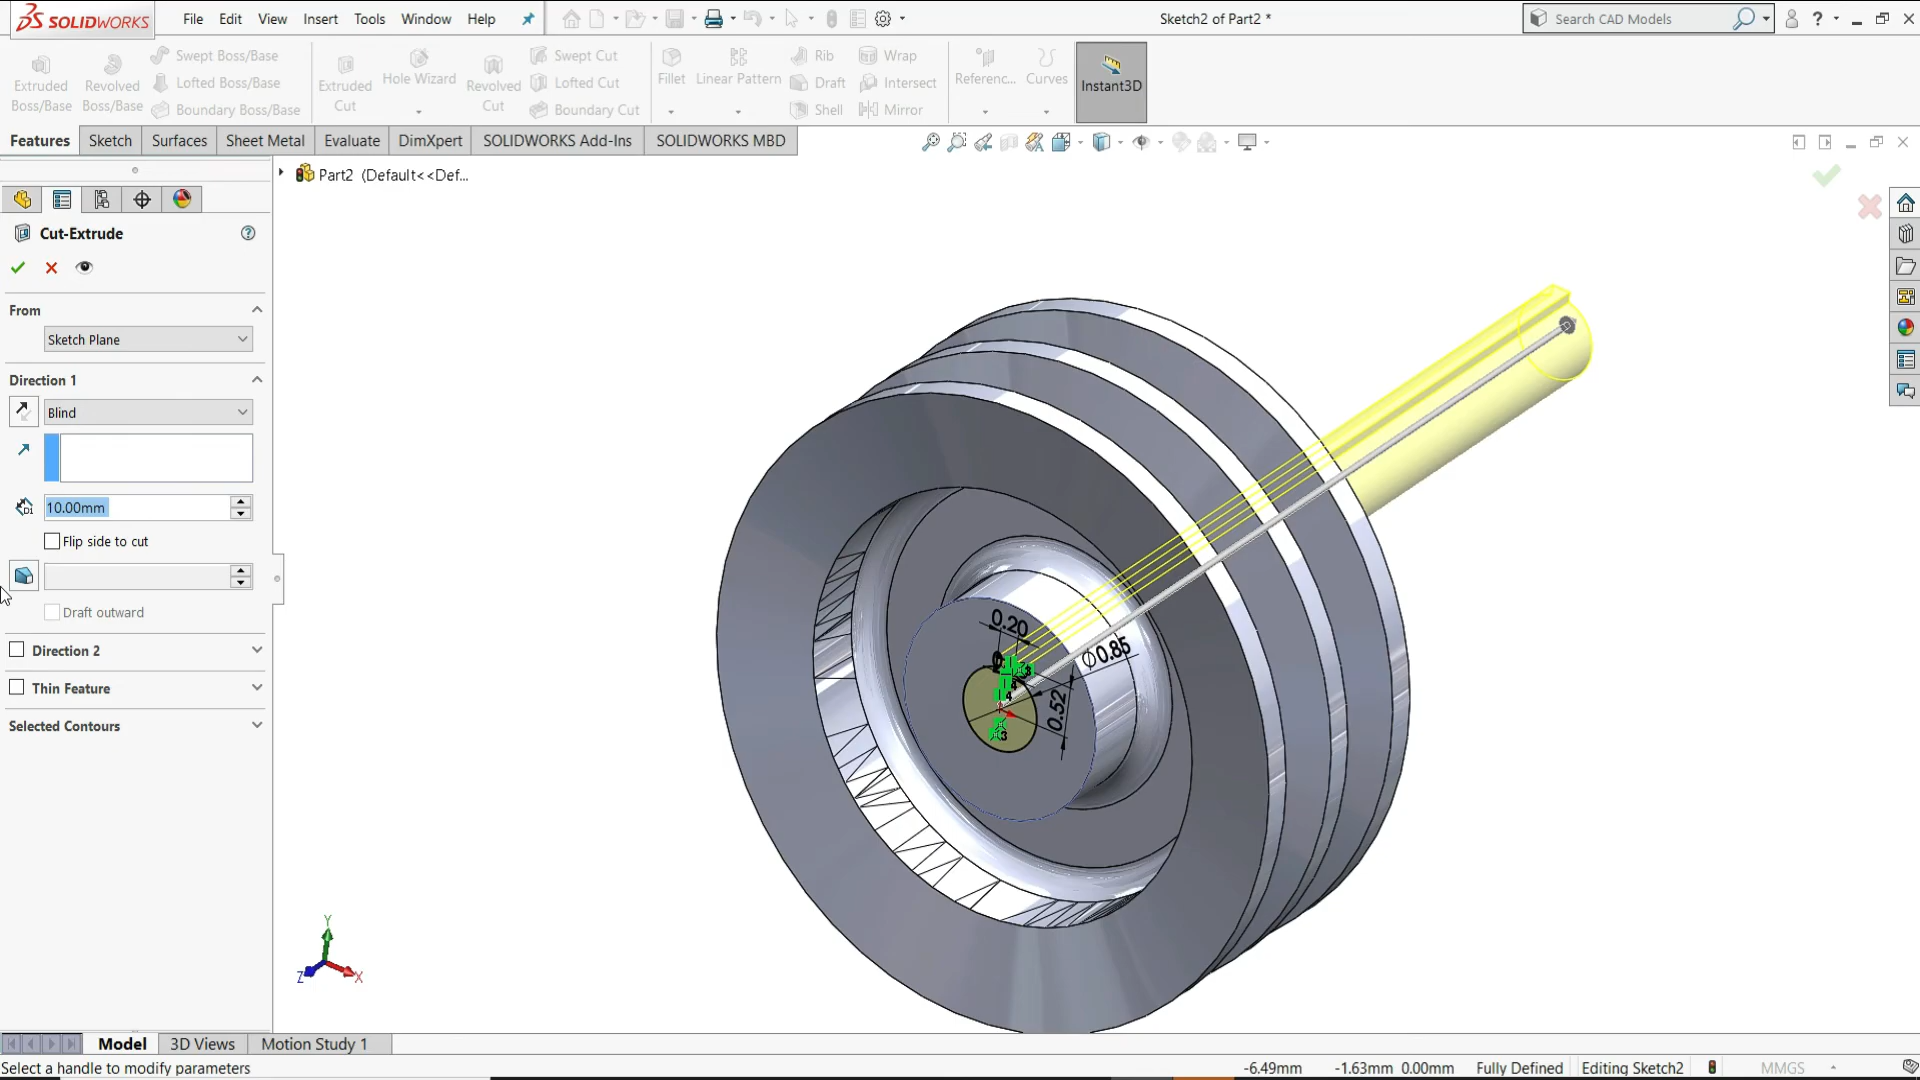 SOLIDWORKS File Edit View Insert Tools Window Help Sketch2 of Part2 * Search CAD Models ?
Extruded Boss/Base Revolved Boss/Base Swept Boss/Base Lofted Boss/Base Boundary Boss/Base Extruded Cut Hole Wizard Revolved Cut Swept Cut Lofted Cut Boundary Cut Fillet Linear Pattern Rib Draft Shell Wrap Intersect Mirror Referenc... Curves Instant3D
Features Sketch Surfaces Sheet Metal Evaluate DimXpert SOLIDWORKS Add-Ins SOLIDWORKS MBD
Part2 (Default<<Def...
Cut-Extrude
From
Sketch Plane
Direction 1
Blind
D1 10.00mm
Flip side to cut
Draft outward
Direction 2
Thin Feature
Selected Contours
0.20
Ø0.85
0.52
Y
Z X
Model 3D Views Motion Study 1
Select a handle to modify parameters -6.49mm -1.63mm 0.00mm Fully Defined Editing Sketch2 MMGS